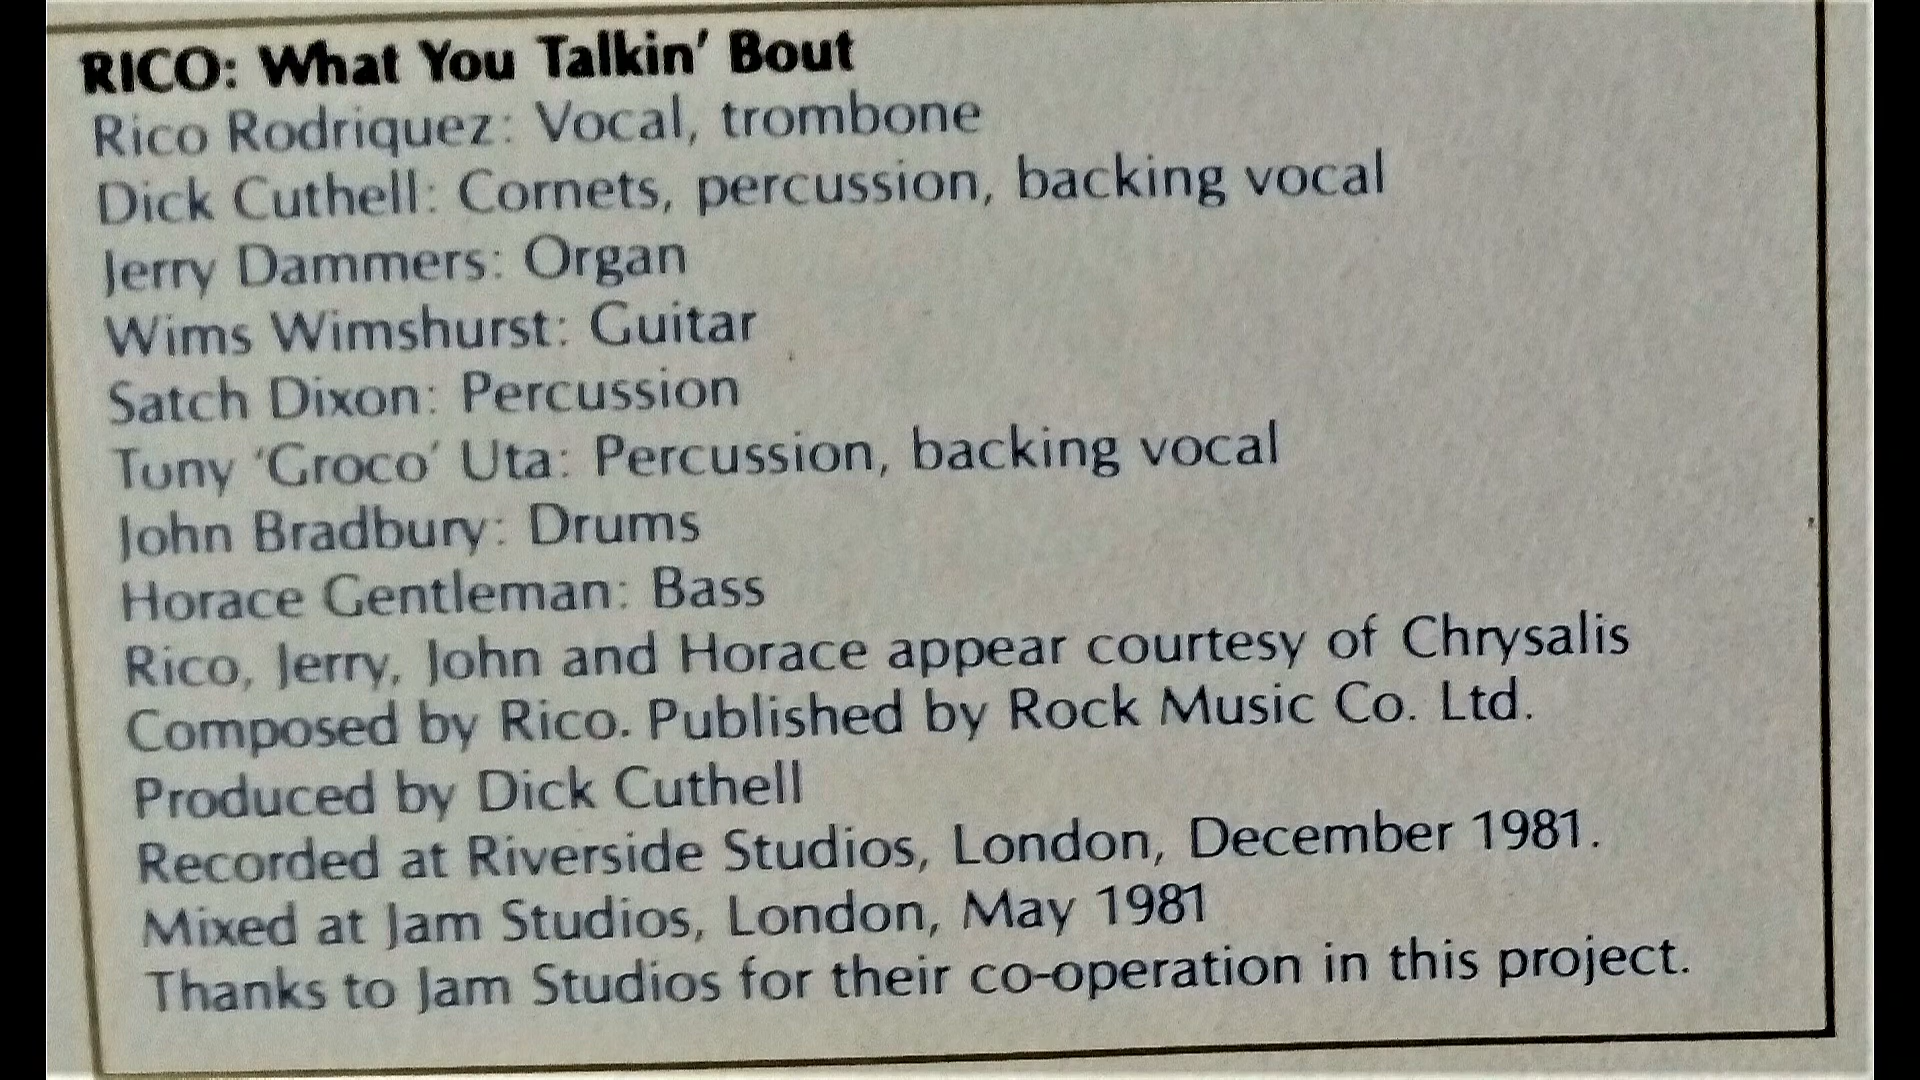 RICO: What You Talkin' Bout
Rico Rodriquez: Vocal, trombone
Dick Cuthell: Cornets, percussion, backing vocal
Jerry Dammers: Organ
Wims Wimshurst: Guitar
Satch Dixon: Percussion
Tuny 'Groco' Uta: Percussion, backing vocal
John Bradbury: Drums
Horace Gentleman: Bass
Rico, Jerry, John and Horace appear courtesy of Chrysalis
Composed by Rico. Published by Rock Music Co. Ltd.
Produced by Dick Cuthell
Recorded at Riverside Studios, London, December 1981.
Mixed at Jam Studios, London, May 1981
Thanks to Jam Studios for their co-operation in this project.